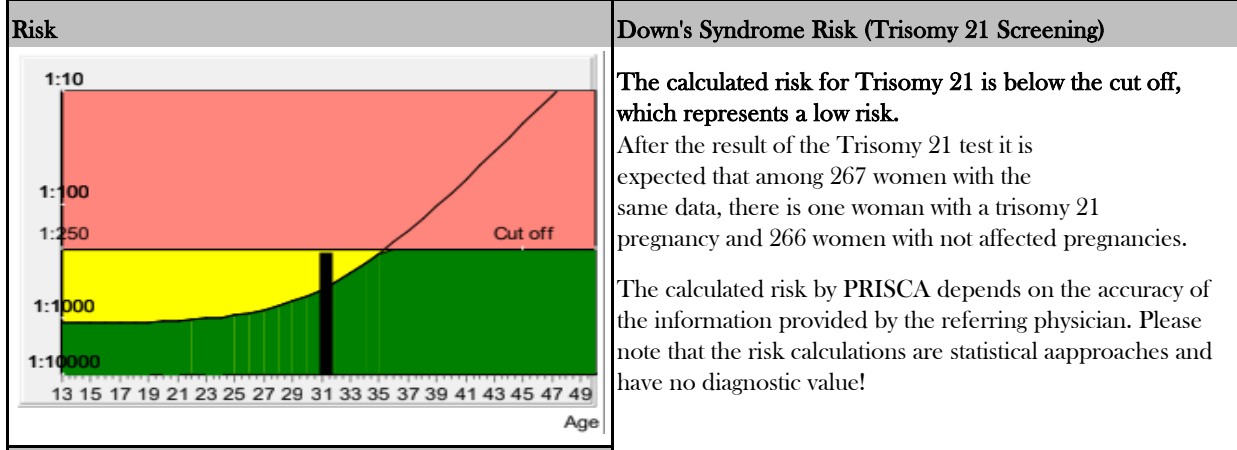 Risk
1:10
1:100
1:250
Cut off
1:1000
1:10000
13 15 17 19 21 23 25 27 29 31 33 35 37 39 41 43 45 47 49
Age
Down's Syndrome Risk (Trisomy 21 Screening)
The calculated risk for Trisomy 21 is below the cut off,
which represents a low risk.
After the result of the Trisomy 21 test it is
expected that among 267 women with the
same data, there is one woman with a trisomy 21
pregnancy and 266 women with not affected pregnancies.
The calculated risk by PRISCA depends on the accuracy of
the information provided by the referring physician. Please
note that the risk calculations are statistical aapproaches and
have no diagnostic value!